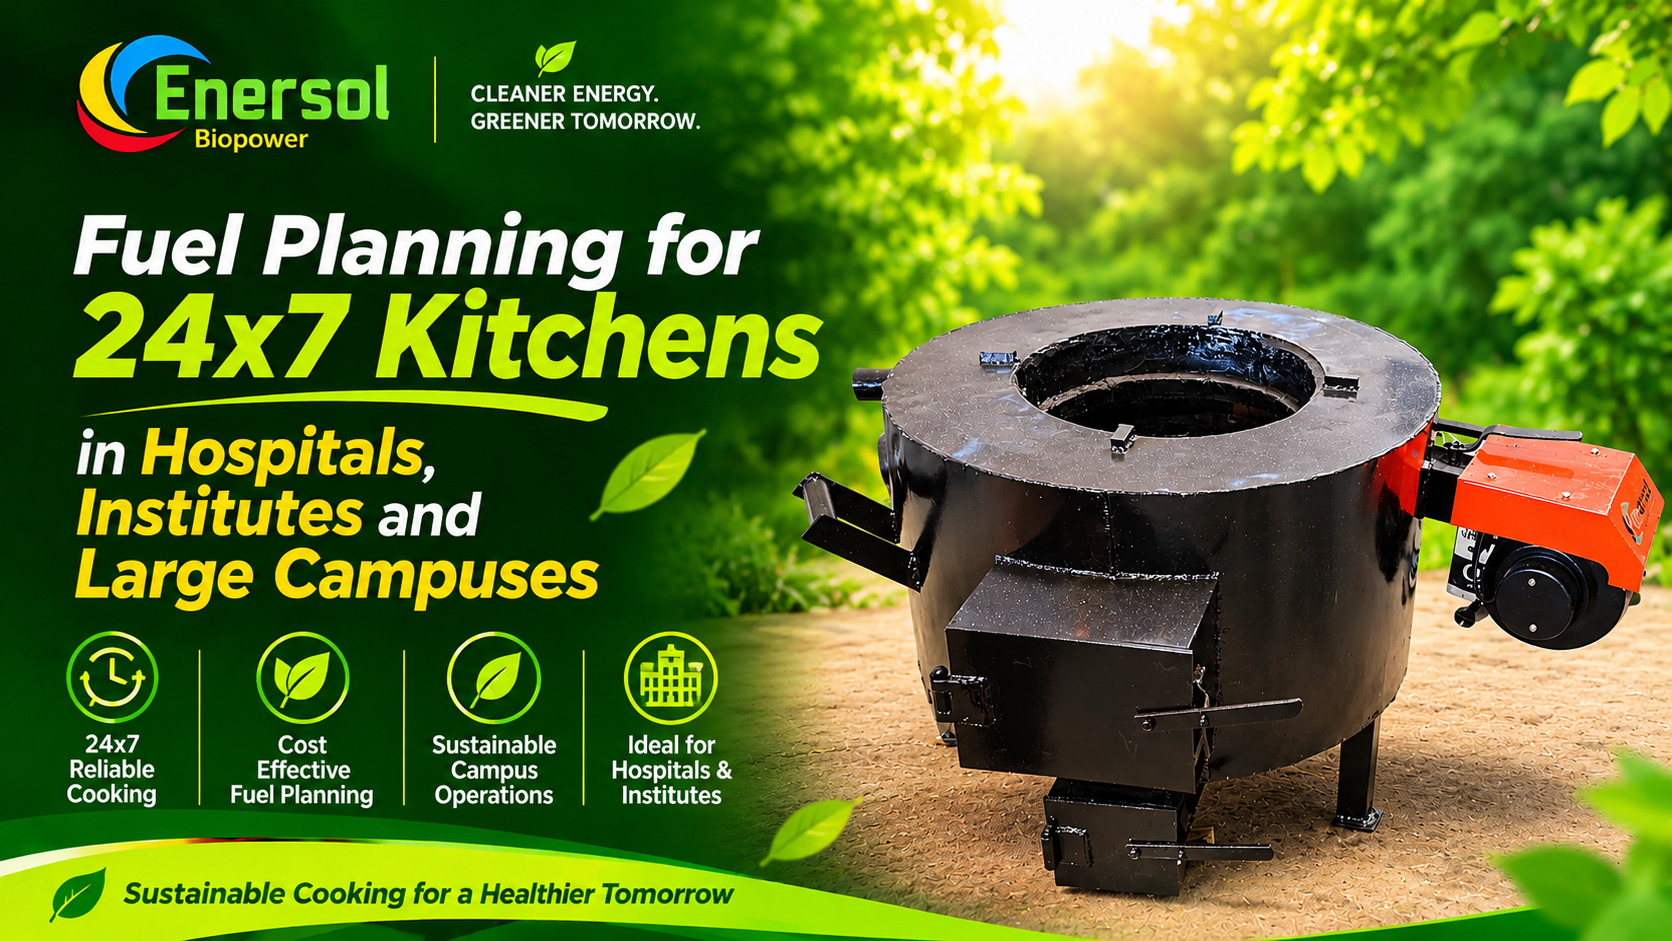 Enersol
Biopower
CLEANER ENERGY.
GREENER TOMORROW.
Fuel Planning for
24x7 Kitchens
in Hospitals,
Institutes and
Large Campuses
24x7
Reliable
Cooking
Cost
Effective
Fuel Planning
Sustainable
Campus
Operations
Ideal for
Hospitals &
Institutes
Sustainable Cooking for a Healthier Tomorrow